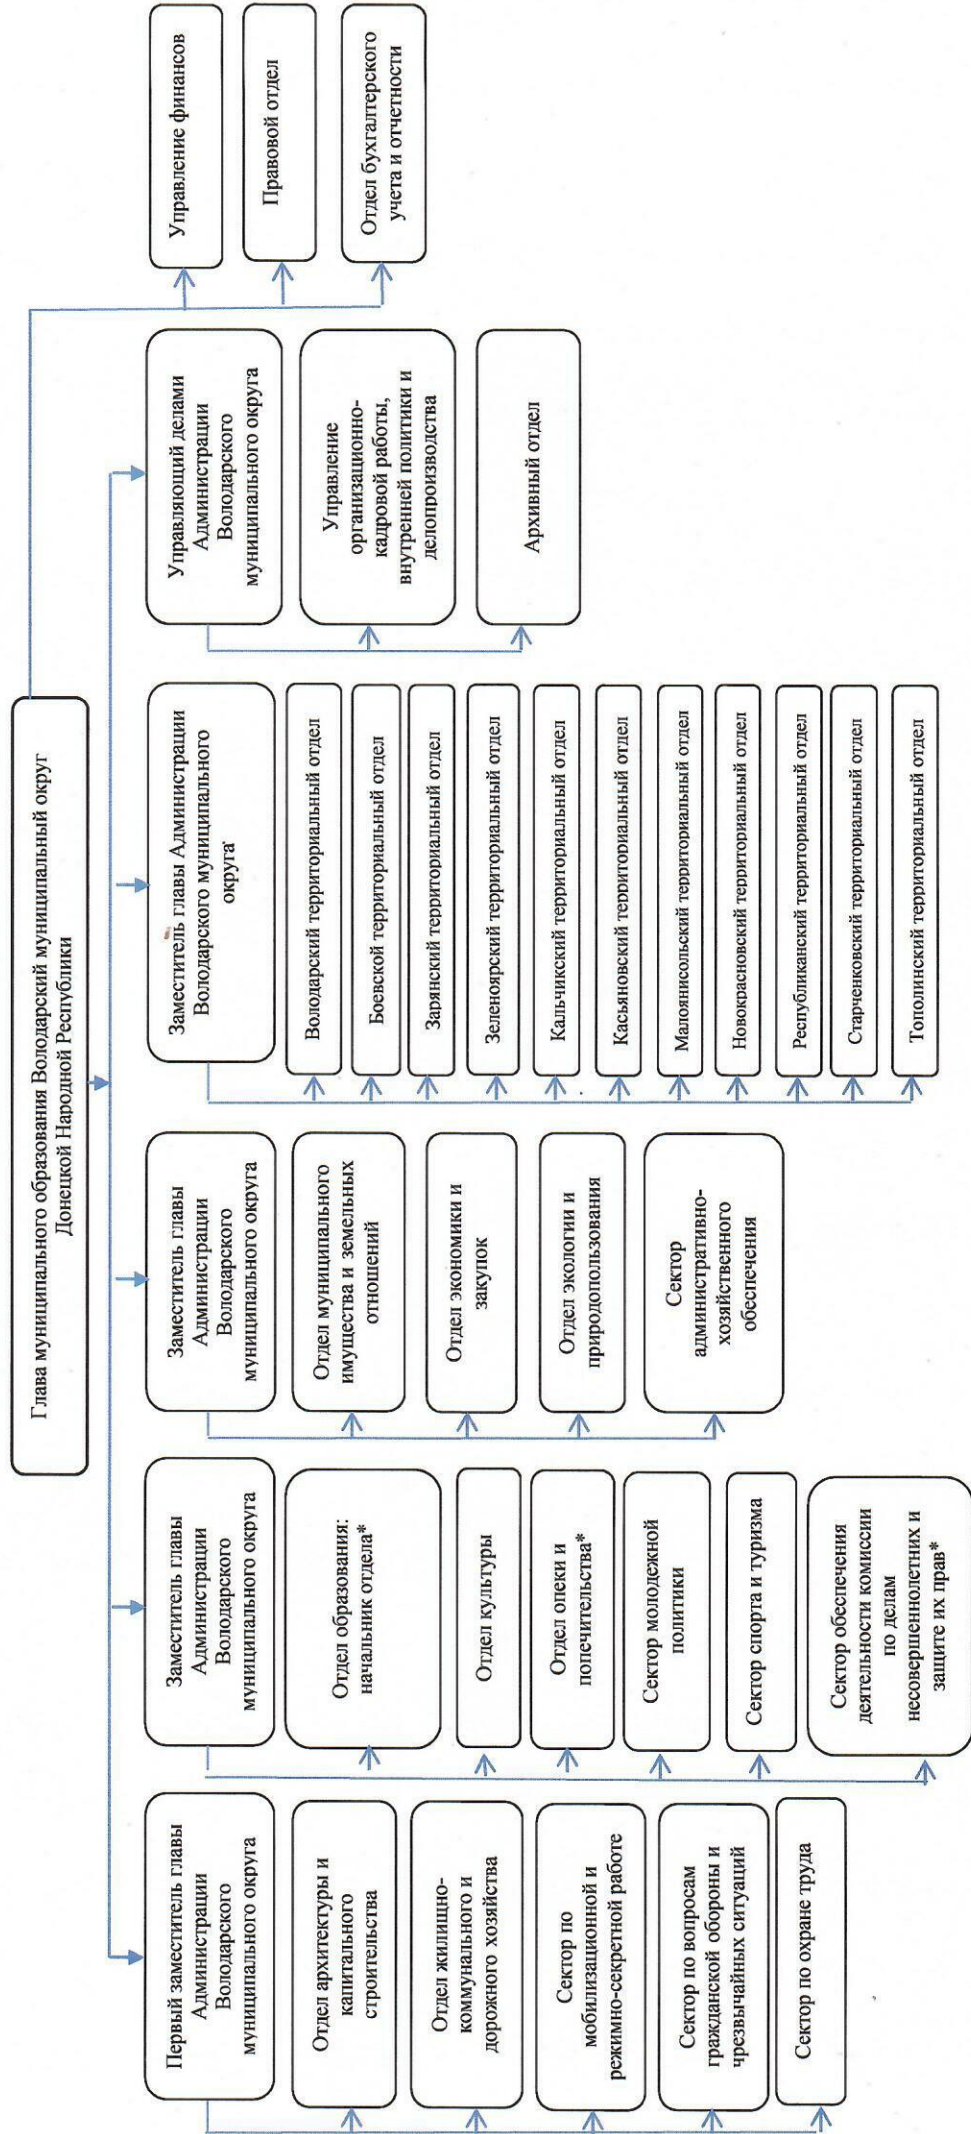 Глава муниципального образования Володарский муниципальный округ
Донецкой Народной Республики
Первый заместитель главы
Администрации
Володарского
муниципального округа
Отдел архитектуры и
капитального
строительства
Отдел жилищно-
коммунального и
дорожного хозяйства
Сектор по
мобилизационной и
режимно-секретной работе
Сектор по вопросам
гражданской обороны и
чрезвычайных ситуаций
Сектор по охране труда
Заместитель главы
Администрации
Володарского
муниципального округа
Отдел образования:
начальник отдела*
Отдел культуры
Отдел опеки и
попечительства*
Сектор молодежной
политики
Сектор спорта и туризма
Сектор обеспечения
деятельности комиссии
по делам
несовершеннолетних и
защите их прав*
Заместитель главы
Администрации
Володарского
муниципального округа
Отдел муниципального
имущества и земельных
отношений
Отдел экономики и
закупок
Отдел экологии и
природопользования
Сектор
административно-
хозяйственного
обеспечения
Заместитель главы Администрации
Володарского муниципального
округа
Володарский территориальный отдел
Боевской территориальный отдел
Зарянский территориальный отдел
Зеленоярский территориальный отдел
Кальчикский территориальный отдел
Касьяновский территориальный отдел
Малоянисольский территориальный отдел
Новокрасновский территориальный отдел
Республиканский территориальный отдел
Старченковский территориальный отдел
Тополинский территориальный отдел
Управляющий делами
Администрации
Володарского
муниципального округа
Управление
организационно-
кадровой работы,
внутренней политики и
делопроизводства
Архивный отдел
Управление финансов
Правовой отдел
Отдел бухгалтерского
учета и отчетности